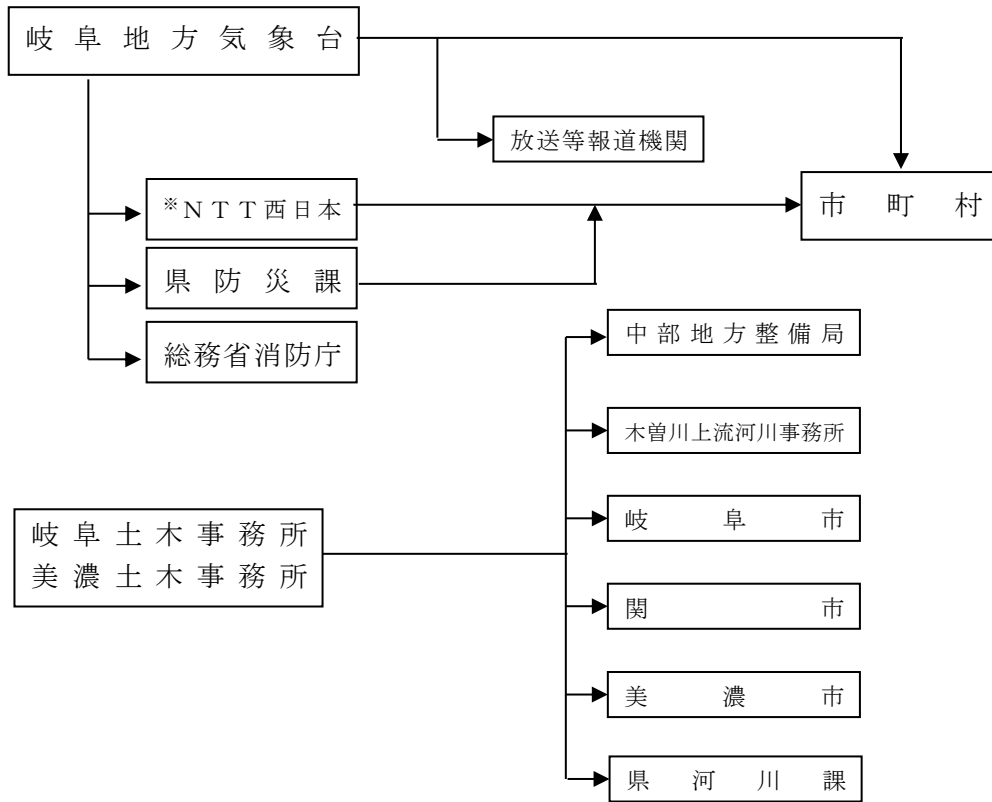 岐阜地方気象台
放送等報道機関
※NTT西日本
市町村
県防災課
総務省消防庁
中部地方整備局
木曽川上流河川事務所
岐阜市
岐阜土木事務所
美濃土木事務所
関市
美濃市
県河川課